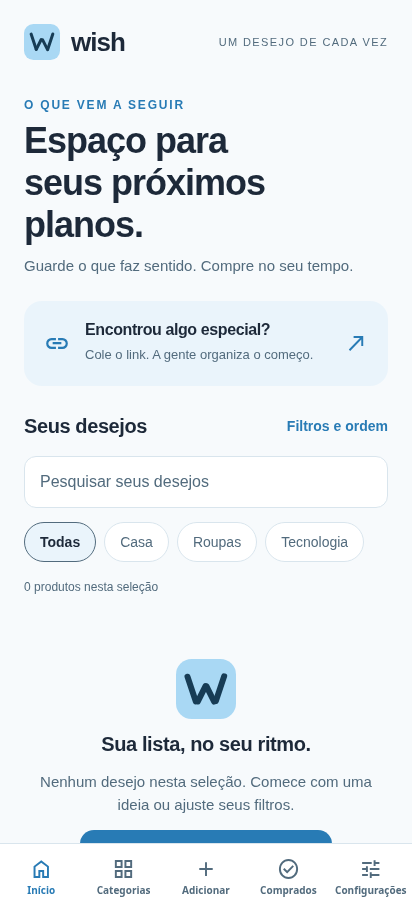 wish
UM DESEJO DE CADA VEZ
O QUE VEM A SEGUIR
Espaço para
seus próximos
planos.
Guarde o que faz sentido. Compre no seu tempo.
Encontrou algo especial?
Cole o link. A gente organiza o começo.
Seus desejos
Filtros e ordem
Pesquisar seus desejos
Todas
Casa
Roupas
Tecnologia
0 produtos nesta seleção
Sua lista, no seu ritmo.
Nenhum desejo nesta seleção. Comece com uma
ideia ou ajuste seus filtros.
Início
Categorias
Adicionar
Comprados
Configurações